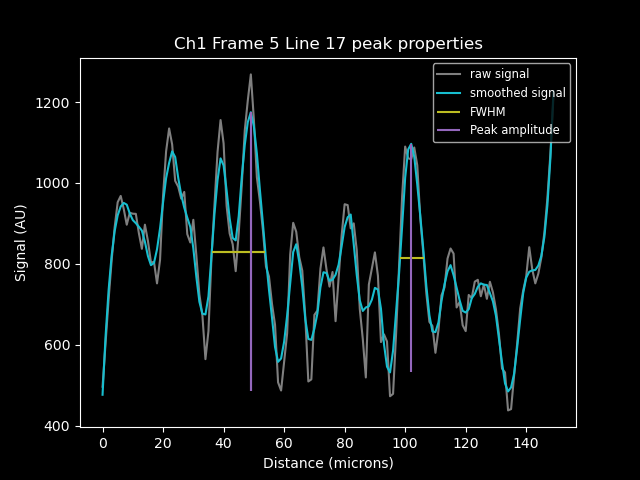 Ch1 Frame 5 Line 17 peak properties
raw signal
smoothed signal
FWHM
Peak amplitude
Signal (AU)
1200
1000
800
600
400
0 20 40 60 80 100 120 140
Distance (microns)